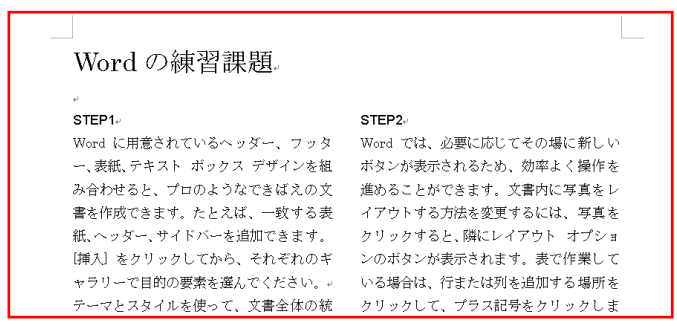 Word の練習課題
STEP1
Word に用意されているヘッダー、フッタ
ー、表紙、テキスト ボックス デザインを組
み合わせると、プロのようなできばえの文
書を作成できます。たとえば、一致する表
紙、ヘッダー、サイドバーを追加できます。
[挿入] をクリックしてから、それぞれのギ
ャラリーで目的の要素を選んでください。
テーマとスタイルを使って、文書全体の統
STEP2
Word では、必要に応じてその場に新しい
ボタンが表示されるため、効率よく操作を
進めることができます。文書内に写真をレ
イアウトする方法を変更するには、写真を
クリックすると、隣にレイアウト オプショ
ンのボタンが表示されます。表で作業して
いる場合は、行または列を追加する場所を
クリックして、プラス記号をクリックしま